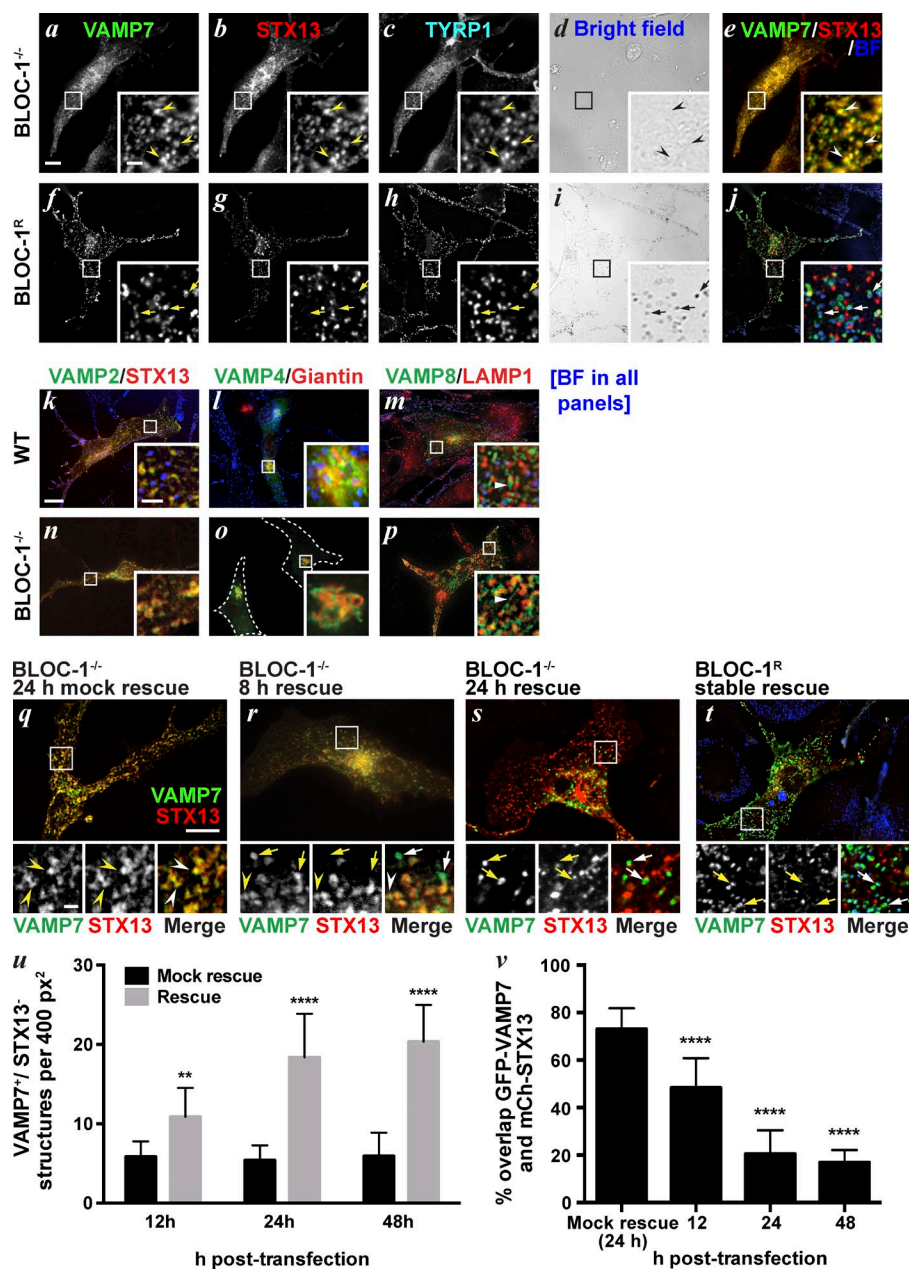 a VAMP7
b STX13
c TYRP1
d Bright field
e VAMP7/STX13
/BF
BLOC-1-/-
f
g
h
i
j
BLOC-1R
VAMP2/STX13
VAMP4/Giantin
VAMP8/LAMP1
[BF in all
panels]
k
l
m
WT
n
o
p
BLOC-1-/-
BLOC-1-/-
24 h mock rescue
BLOC-1-/-
8 h rescue
BLOC-1-/-
24 h rescue
BLOC-1R
stable rescue
q
r
s
t
VAMP7
STX13
VAMP7 STX13 Merge
VAMP7 STX13 Merge
VAMP7 STX13 Merge
VAMP7 STX13 Merge
u
VAMP7+/ STX13-
structures per 400 px2
30
20
10
0
Mock rescue
Rescue
**
****
****
12h
24h
48h
h post-transfection
v
% overlap GFP-VAMP7
and mCh-STX13
100
80
60
40
20
0
****
****
****
Mock rescue
(24 h)
12
24
48
h post-transfection